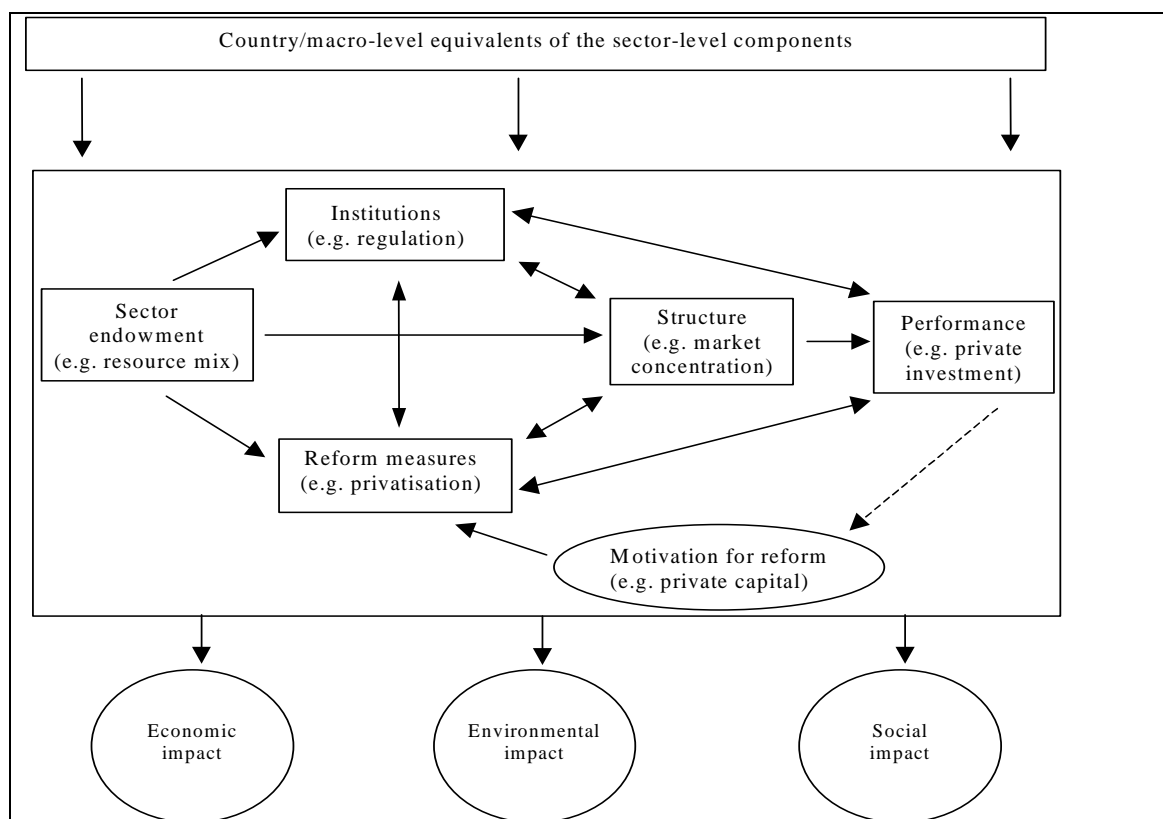 Country/macro-level equivalents of the sector-level components
Institutions
(e.g. regulation)
Sector
endowment
(e.g. resource mix)
Structure
(e.g. market
concentration)
Performance
(e.g. private
investment)
Reform measures
(e.g. privatisation)
Motivation for reform
(e.g. private capital)
Economic
impact
Environmental
impact
Social
impact